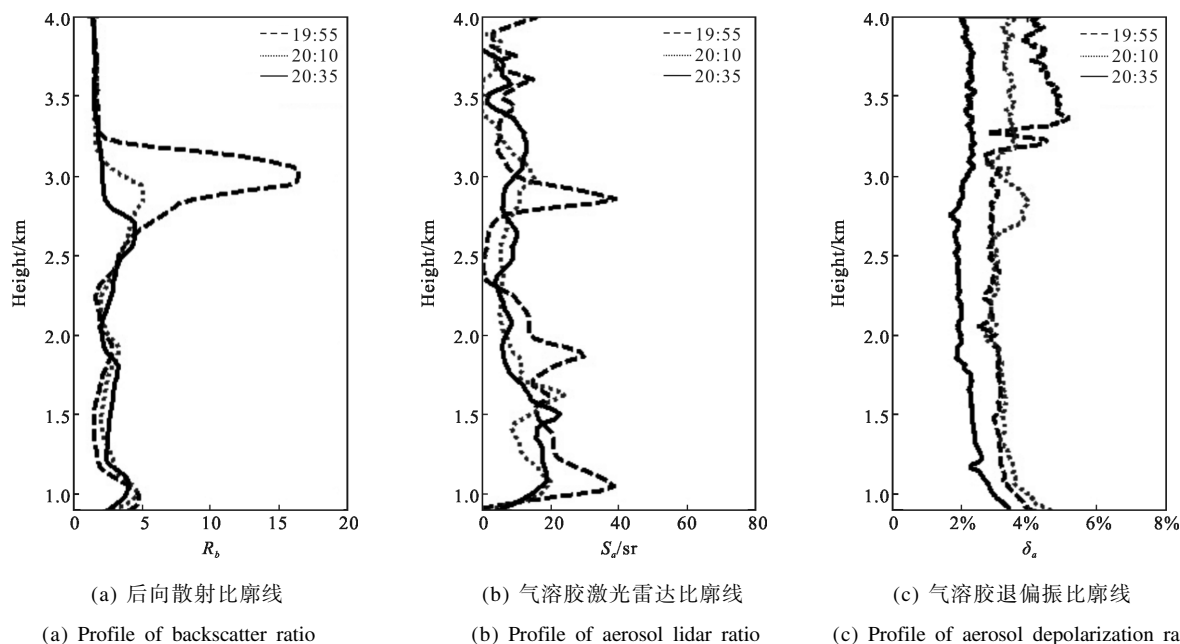 4.0
3.5
3.0
2.5
2.0
1.5
1.0
Height/km
0 5 10 15 20
R_b
19:55
20:10
20:35
4.0
3.5
3.0
2.5
2.0
1.5
1.0
Height/km
0 20 40 60 80
S_a/sr
19:55
20:10
20:35
4.0
3.5
3.0
2.5
2.0
1.5
1.0
Height/km
0 2% 4% 6% 8%
δ_a
19:55
20:10
20:35
(a) 后向散射比廓线
(b) 气溶胶激光雷达比廓线
(c) 气溶胶退偏振比廓线
(a) Profile of backscatter ratio
(b) Profile of aerosol lidar ratio
(c) Profile of aerosol depolarization ra